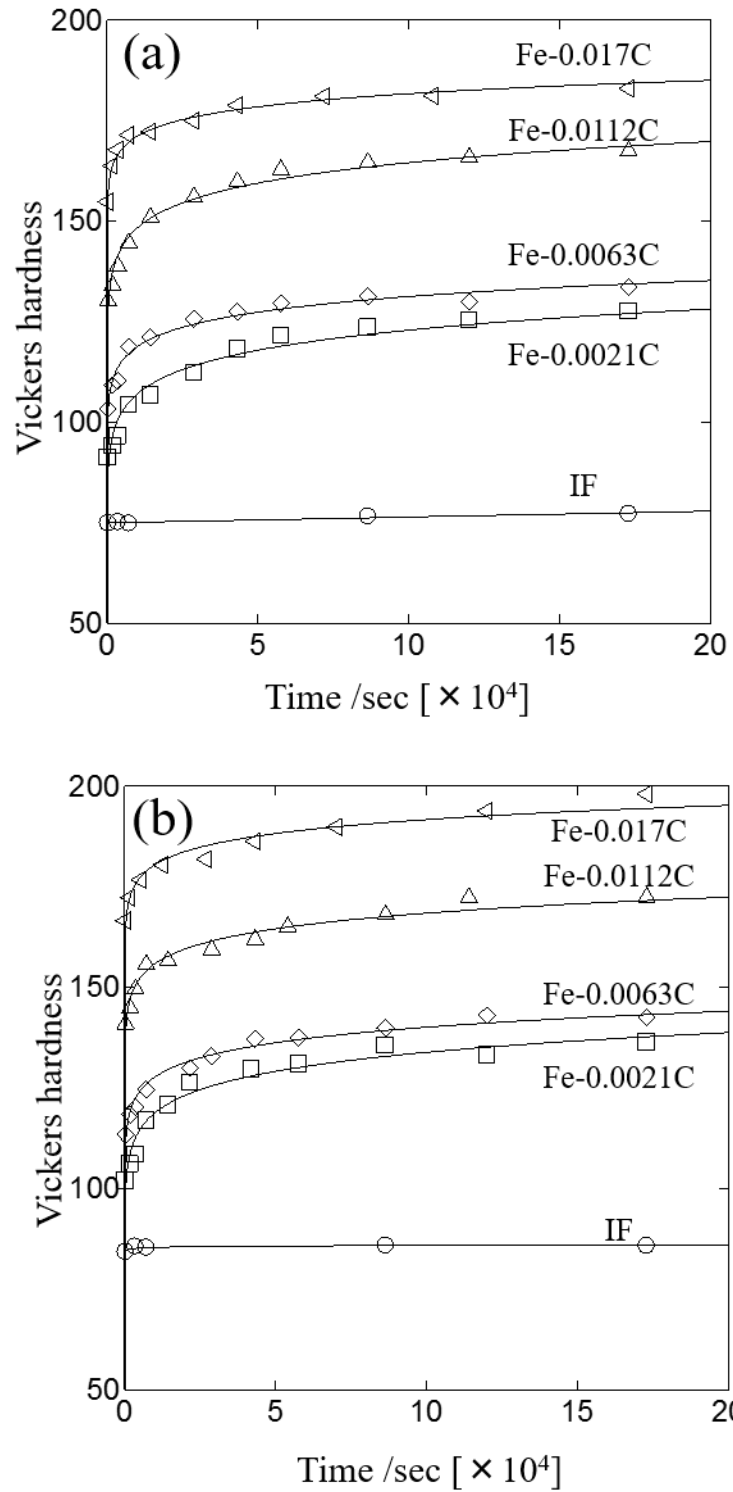 200
(a)
Fe-0.017C
Fe-0.0112C
150
Fe-0.0063C
Fe-0.0021C
100
IF
50
0
5
10
15
20
Vickers hardness
Time /sec [ × 10⁴]
200
(b)
Fe-0.017C
Fe-0.0112C
150
Fe-0.0063C
Fe-0.0021C
100
IF
50
0
5
10
15
20
Vickers hardness
Time /sec [ × 10⁴]